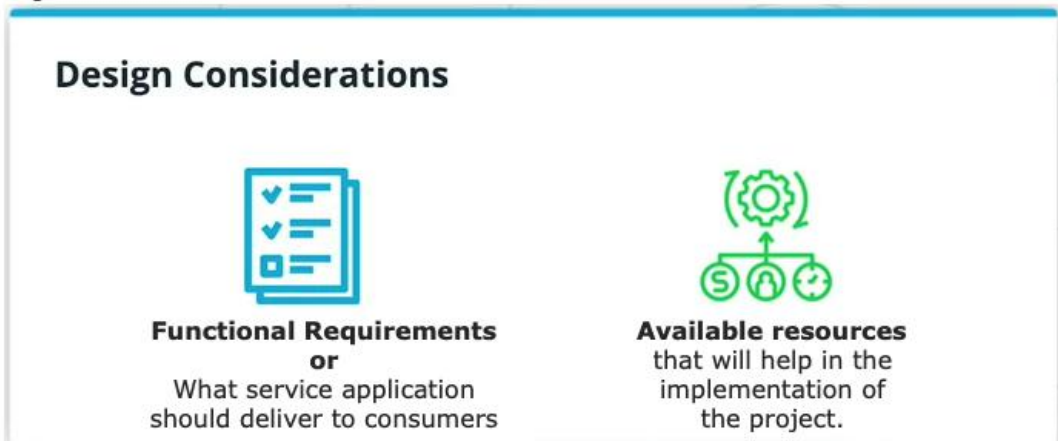 Design Considerations
Functional Requirements
or
What service application
should deliver to consumers
Available resources
that will help in the
implementation of
the project.